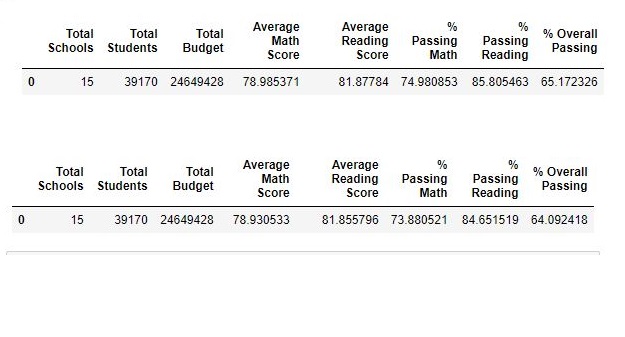 Total Schools Total Students Total Budget Average Math Score Average Reading Score % Passing Math % Passing Reading % Overall Passing
0 15 39170 24649428 78.985371 81.87784 74.980853 85.805463 65.172326
Total Schools Total Students Total Budget Average Math Score Average Reading Score % Passing Math % Passing Reading % Overall Passing
0 15 39170 24649428 78.930533 81.855796 73.880521 84.651519 64.092418